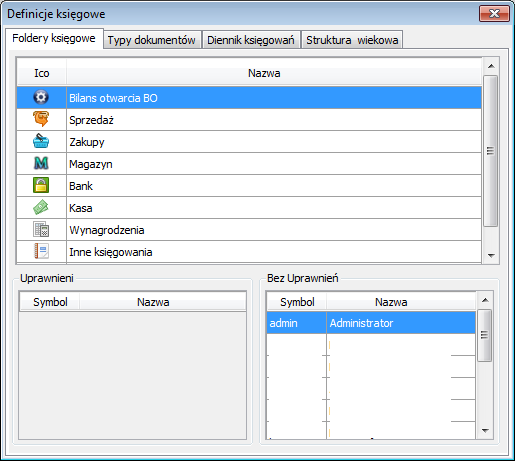 Definicje księgowe
Foldery księgowe Typy dokumentów Diennik księgowań Struktura wiekowa
Ico Nazwa
Bilans otwarcia BO
Sprzedaż
Zakupy
Magazyn
Bank
Kasa
Wynagrodzenia
Inne księgowania
Uprawnieni Bez Uprawnień
Symbol Nazwa Symbol Nazwa
admin Administrator